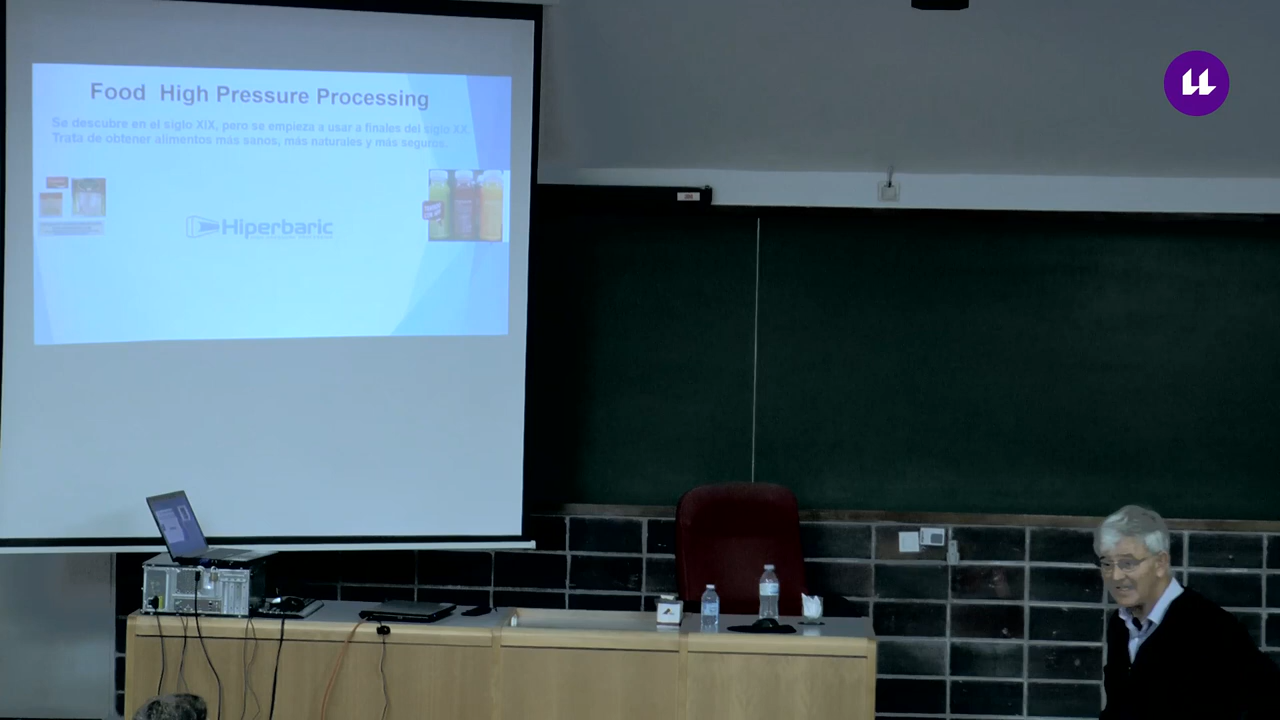 Food High Pressure Processing
Se descubre en el siglo XIX, pero se empieza a usar a finales del siglo XX.
Trata de obtener alimentos más sanos, más naturales y más seguros.
Hiperbaric